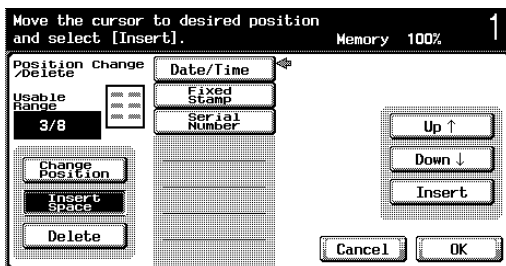 Move the cursor to desired position
and select [Insert].
Memory 100%
1
Position Change
/Delete
Usable
Range
3/8
Change
Position
Insert
Space
Delete
Date/Time
Fixed
Stamp
Serial
Number
Up ↑
Down ↓
Insert
Cancel
OK